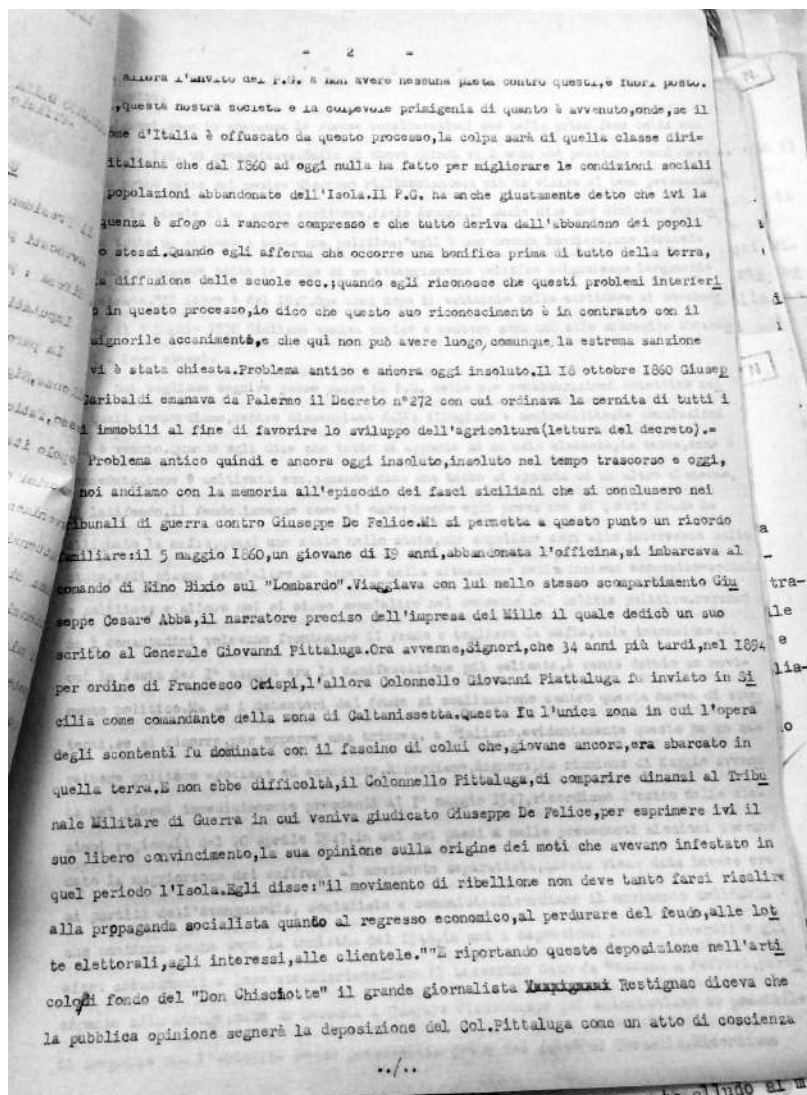 = 2 =
allora l'invito del P.G. a non avere nessuna pietà contro questi,è fuori posto.
,questa nostra società è la colpevole primigenia di quanto è avvenuto,onde,se il
me d'Italia è offuscato da questo processo,la colpa sarà di quella classe diri=
italiana che dal I860 ad oggi nulla ha fatto per migliorare le condizioni sociali
popolazioni abbandonate dell'Isola.Il P.G. ha anche giustamente detto che ivi la
quenza è sfogo di rancore compresso e che tutto deriva dall'abbandono dei popoli
o stessi.Quando egli afferma che occorre una bonifica prima di tutto della terra,
a diffusione delle scuole ecc.;quando egli riconosce che questi problemi interferi
o in questo processo,io dico che questo suo riconoscimento è in contrasto con il
signorile accanimento,e che quì non può avere luogo,comunque,la estrema sanzione
vi è stata chiesta.Problema antico e ancora oggi insoluto.Il I8 ottobre I860 Giusep
Garibaldi emanava da Palermo il Decreto n°272 con cui ordinava la cernita di tutti i
i immobili al fine di favorire lo sviluppo dell'agricoltura(lettura del decreto).=
Problema antico quindi e ancora oggi insoluto,insoluto nel tempo trascorso e oggi,
noi andiamo con la memoria all'episodio dei fasci siciliani che si conclusero nei
ibunali di guerra contro Giuseppe De Felice.Mi si permetta a questo punto un ricordo
familiare:il 5 maggio I860,un giovane di I9 anni,abbandonata l'officina,si imbarcava al
comando di Nino Bixio sul "Lombardo".Viaggiava con lui nello stesso scompartimento Giu
seppe Cesare Abba,il narratore preciso dell'impresa dei Mille il quale dedicò un suo
scritto al Generale Giovanni Pittaluga.Ora avvenne,Signori,che 34 anni più tardi,nel I894
per ordine di Francesco Crispi,l'allora Colonnello Giovanni Piattaluga fu inviato in Si
cilia come comandante della zona di Caltanissetta.Questa fu l'unica zona in cui l'opera
degli scontenti fu dominata con il fascino di colui che,giovane ancora,era sbarcato in
quella terra.E non ebbe difficoltà,il Colonnello Pittaluga,di comparire dinanzi al Tribu
nale Militare di Guerra in cui veniva giudicato Giuseppe De Felice,per esprimere ivi il
suo libero convincimento,la sua opinione sulla origine dei moti che avevano infestato in
quel periodo l'Isola.Egli disse:"il movimento di ribellione non deve tanto farsi risalire
alla propaganda socialista quanto al regresso economico,al perdurare del feudo,alle lot
te elettorali,agli interessi,alle clientele.""E riportando queste deposizione nell'arti
colo di fondo del "Don Chisciotte" il grande giornalista Restignac diceva che
la pubblica opinione segnerà la deposizione del Col.Pittaluga come un atto di coscienza
../..